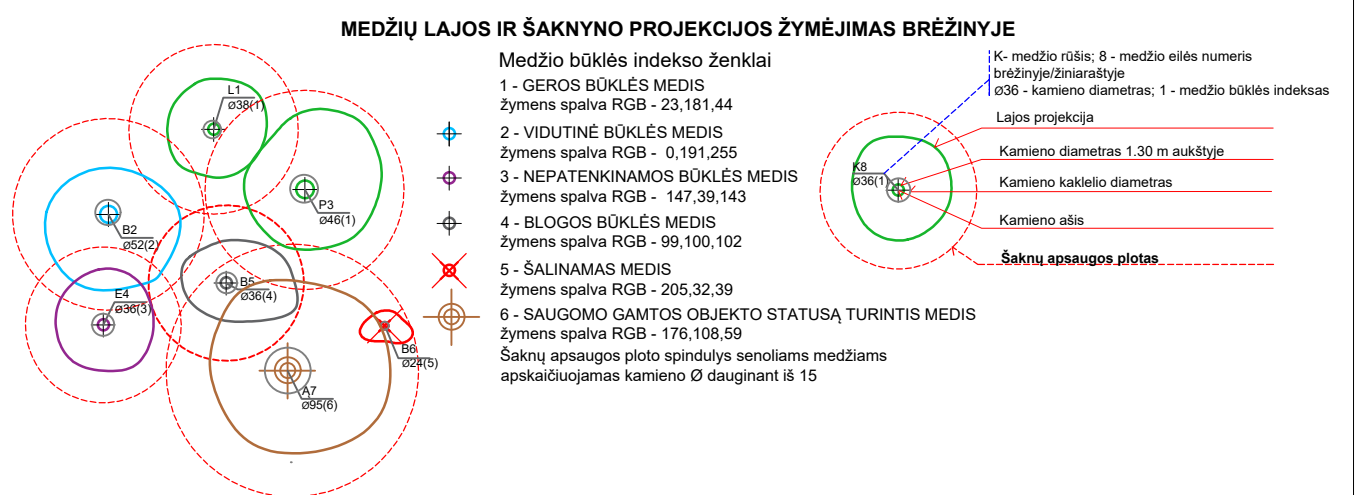 MEDŽIŲ LAJOS IR ŠAKNYNO PROJEKCIJOS ŽYMĖJIMAS BRĖŽINYJE
L1
Ø38(1)
P3
Ø46(1)
B2
Ø52(2)
E4
Ø36(3)
B5
Ø36(4)
B6
Ø24(5)
A7
Ø95(6)
Medžio būklės indekso ženklai
1 - GEROS BŪKLĖS MEDIS
žymens spalva RGB - 23,181,44
2 - VIDUTINĖ BŪKLĖS MEDIS
žymens spalva RGB - 0,191,255
3 - NEPATENKINAMOS BŪKLĖS MEDIS
žymens spalva RGB - 147,39,143
4 - BLOGOS BŪKLĖS MEDIS
žymens spalva RGB - 99,100,102
5 - ŠALINAMAS MEDIS
žymens spalva RGB - 205,32,39
6 - SAUGOMO GAMTOS OBJEKTO STATUSĄ TURINTIS MEDIS
žymens spalva RGB - 176,108,59
Šaknų apsaugos ploto spindulys senoliams medžiams
apskaičiuojamas kamieno Ø dauginant iš 15
K- medžio rūšis; 8 - medžio eilės numeris
brėžinyje/žiniaraštyje
Ø36 - kamieno diametras; 1 - medžio būklės indeksas
K8
Ø36(1)
Lajos projekcija
Kamieno diametras 1.30 m aukštyje
Kamieno kaklelio diametras
Kamieno ašis
Šaknų apsaugos plotas